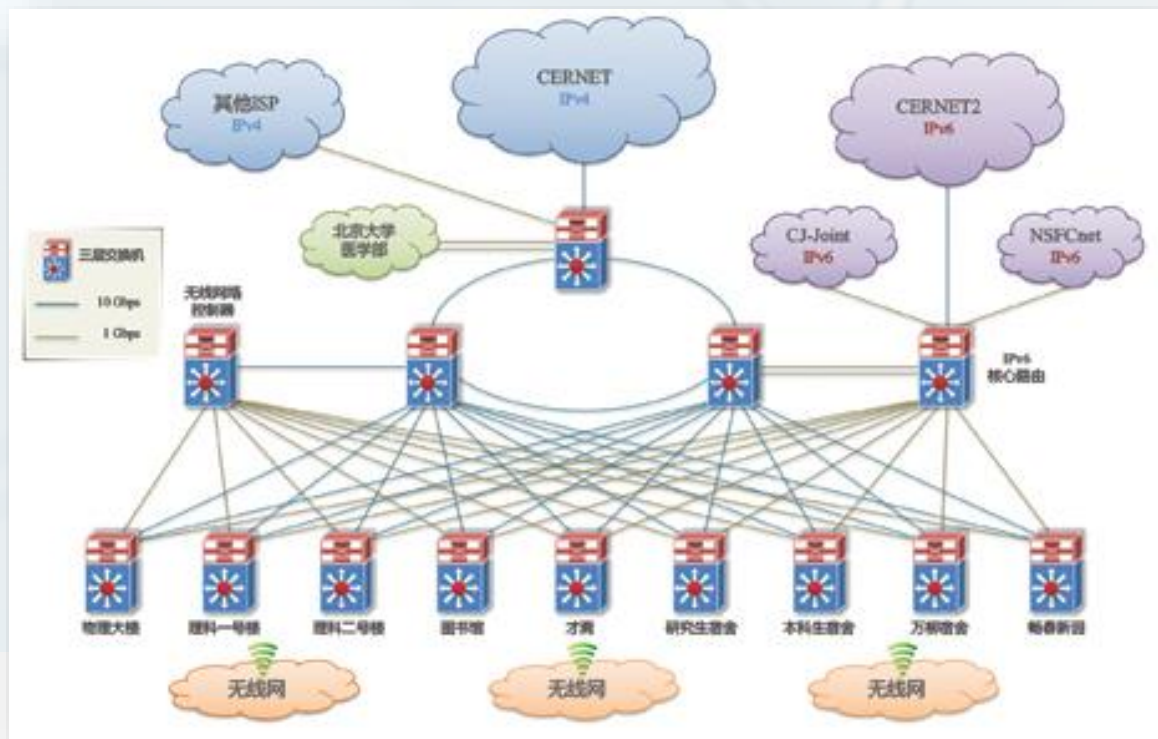 其他ISP
IPv4
CERNET
IPv4
CERNET2
IPv6
北京大学
医学部
CJ-Joint
IPv6
NSFCnet
IPv6
三层交换机
10 Gbps
1 Gbps
无线网络
控制器
IPv6
核心路由
物理大楼
理科一号楼
理科二号楼
图书馆
才斋
研究生宿舍
本科生宿舍
万柳宿舍
畅春新园
无线网
无线网
无线网